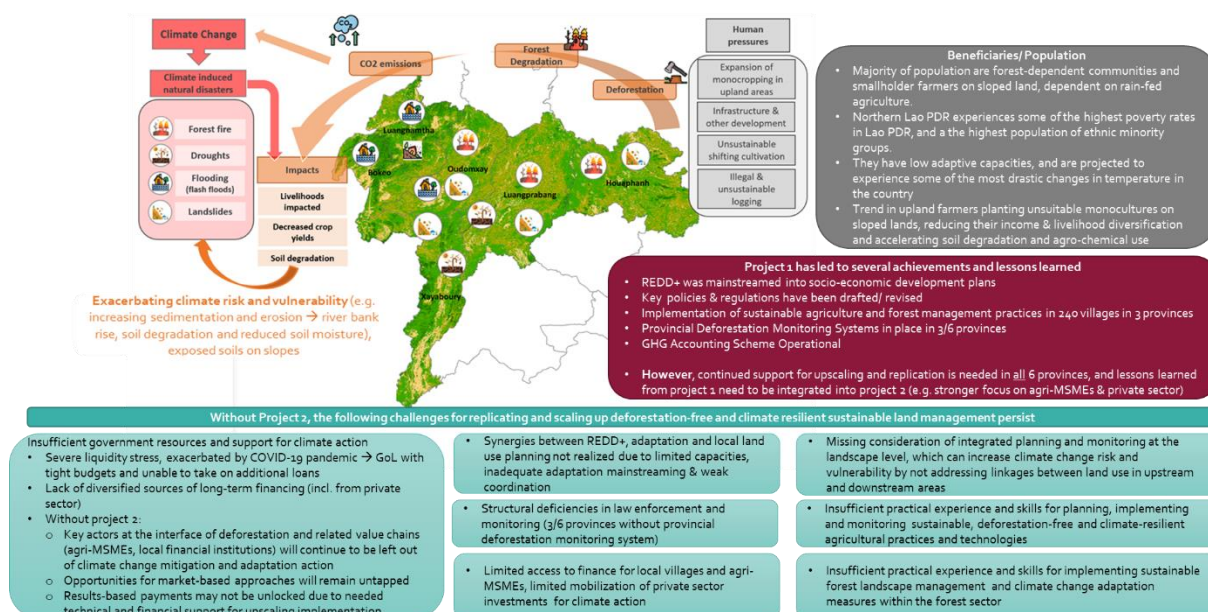 Climate Change
CO2 emissions
Forest
Degradation
Deforestation
Human
pressures
Expansion of
monocropping in
upland areas
Infrastructure &
other development
Unsustainable
shifting cultivation
Illegal &
unsustainable
logging
Climate induced
natural disasters
Forest fire
Droughts
Flooding
(flash floods)
Landslides
Impacts
Livelihoods
impacted
Decreased crop
yields
Soil degradation
CO2
Luangnamtha
Bokeo
Oudomxay
Luangprabang
Houaphanh
Xayaboury
Exacerbating climate risk and vulnerability (e.g.
increasing sedimentation and erosion → river bank
rise, soil degradation and reduced soil moisture),
exposed soils on slopes
Beneficiaries/ Population
• Majority of population are forest-dependent communities and
smallholder farmers on sloped land, dependent on rain-fed
agriculture.
• Northern Lao PDR experiences some of the highest poverty rates
in Lao PDR, and a the highest population of ethnic minority
groups.
• They have low adaptive capacities, and are projected to
experience some of the most drastic changes in temperature in
the country
• Trend in upland farmers planting unsuitable monocultures on
sloped lands, reducing their income & livelihood diversification
and accelerating soil degradation and agro-chemical use
Project 1 has led to several achievements and lessons learned
• REDD+ was mainstreamed into socio-economic development plans
• Key policies & regulations have been drafted/ revised
• Implementation of sustainable agriculture and forest management practices in 240 villages in 3 provinces
• Provincial Deforestation Monitoring Systems in place in 3/6 provinces
• GHG Accounting Scheme Operational
• However, continued support for upscaling and replication is needed in all 6 provinces, and lessons learned
from project 1 need to be integrated into project 2 (e.g. stronger focus on agri-MSMEs & private sector)
Without Project 2, the following challenges for replicating and scaling up deforestation-free and climate resilient sustainable land management persist
Insufficient government resources and support for climate action
• Severe liquidity stress, exacerbated by COVID-19 pandemic → GoL with
tight budgets and unable to take on additional loans
• Lack of diversified sources of long-term financing (incl. from private
sector)
• Without project 2:
o Key actors at the interface of deforestation and related value chains
(agri-MSMEs, local financial institutions) will continue to be left out
of climate change mitigation and adaptation action
o Opportunities for market-based approaches will remain untapped
o Results-based payments may not be unlocked due to needed
technical and financial support for upscaling implementation
• Synergies between REDD+, adaptation and local land
use planning not realized due to limited capacities,
inadequate adaptation mainstreaming & weak
coordination
• Structural deficiencies in law enforcement and
monitoring (3/6 provinces without provincial
deforestation monitoring system)
• Limited access to finance for local villages and agri-
MSMEs, limited mobilization of private sector
investments for climate action
• Missing consideration of integrated planning and monitoring at the
landscape level, which can increase climate change risk and
vulnerability by not addressing linkages between land use in upstream
and downstream areas
• Insufficient practical experience and skills for planning, implementing
and monitoring sustainable, deforestation-free and climate-resilient
agricultural practices and technologies
• Insufficient practical experience and skills for implementing sustainable
forest landscape management and climate change adaptation
measures within the forest sector